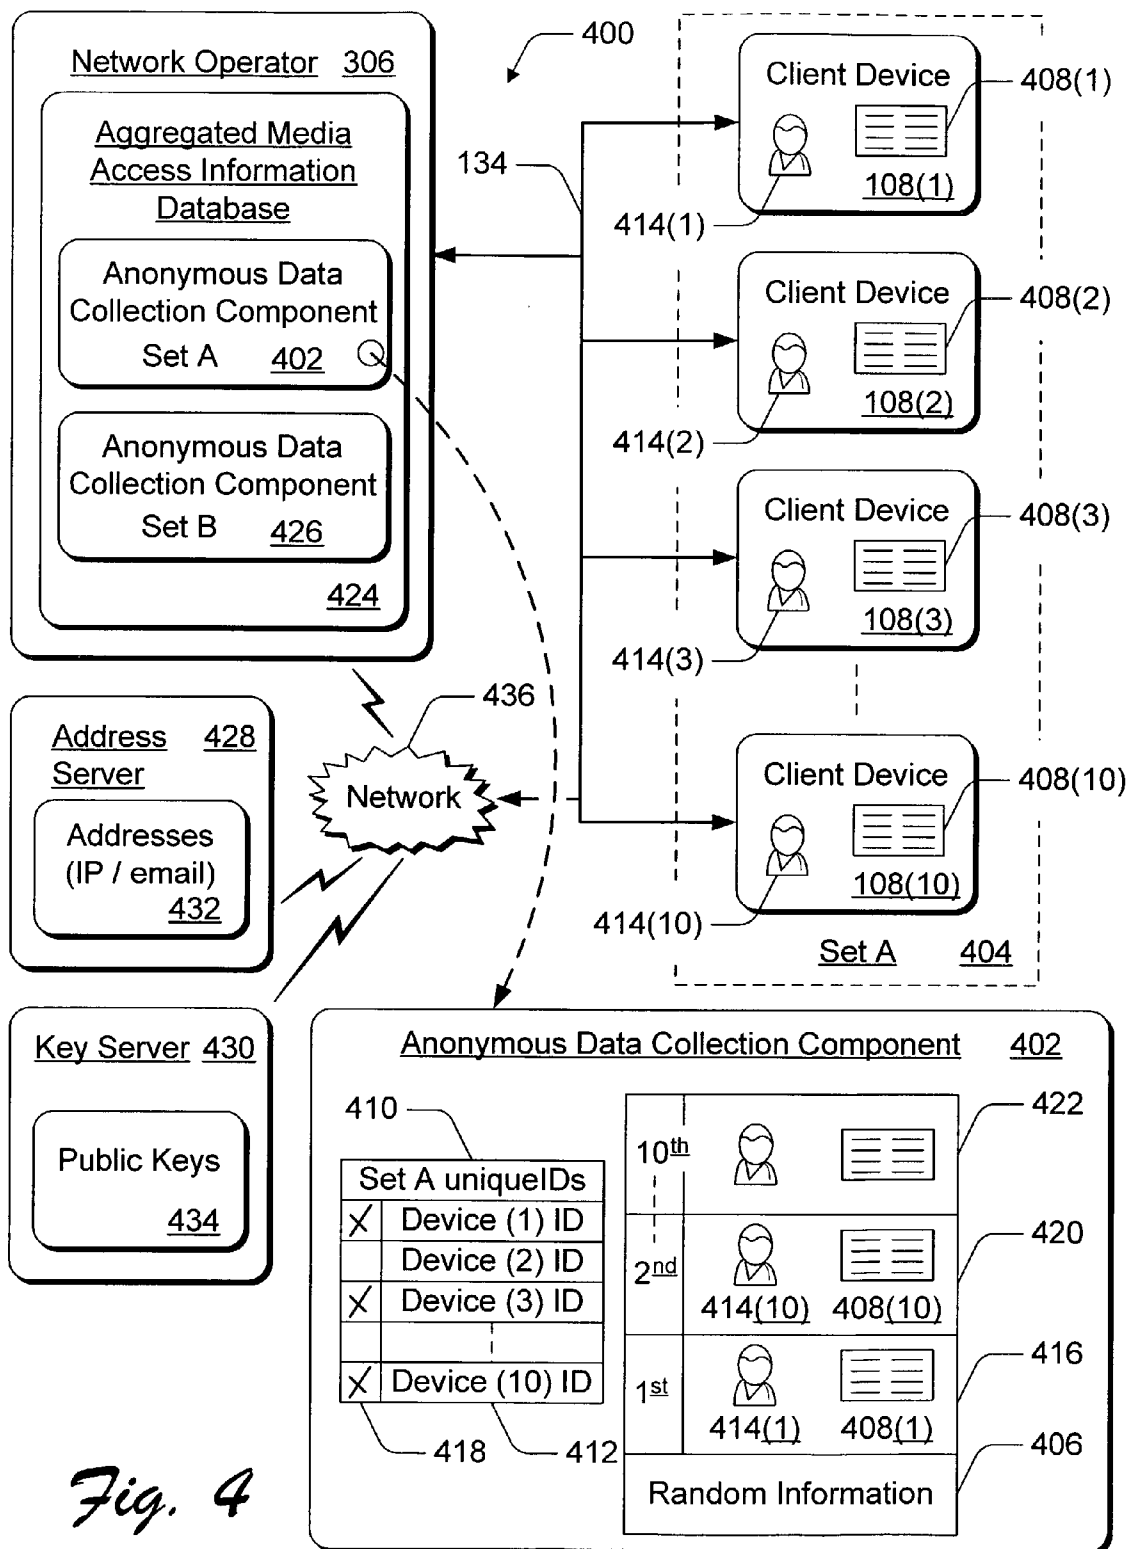 Network Operator 306
Aggregated Media
Access Information
Database
Anonymous Data
Collection Component
Set A 402
Anonymous Data
Collection Component
Set B 426
424
400
134
Client Device
408(1)
108(1)
414(1)
Client Device
408(2)
108(2)
414(2)
Client Device
408(3)
108(3)
414(3)
Client Device
408(10)
108(10)
414(10)
Set A 404
436
Network
Address 428
Server
Addresses
(IP / email)
432
Key Server 430
Public Keys
434
Anonymous Data Collection Component 402
410
Set A uniqueIDs
X Device (1) ID
Device (2) ID
X Device (3) ID
X Device (10) ID
418 412
10th
422
2nd
414(10) 408(10)
420
1st
414(1) 408(1)
416
Random Information
406
Fig. 4